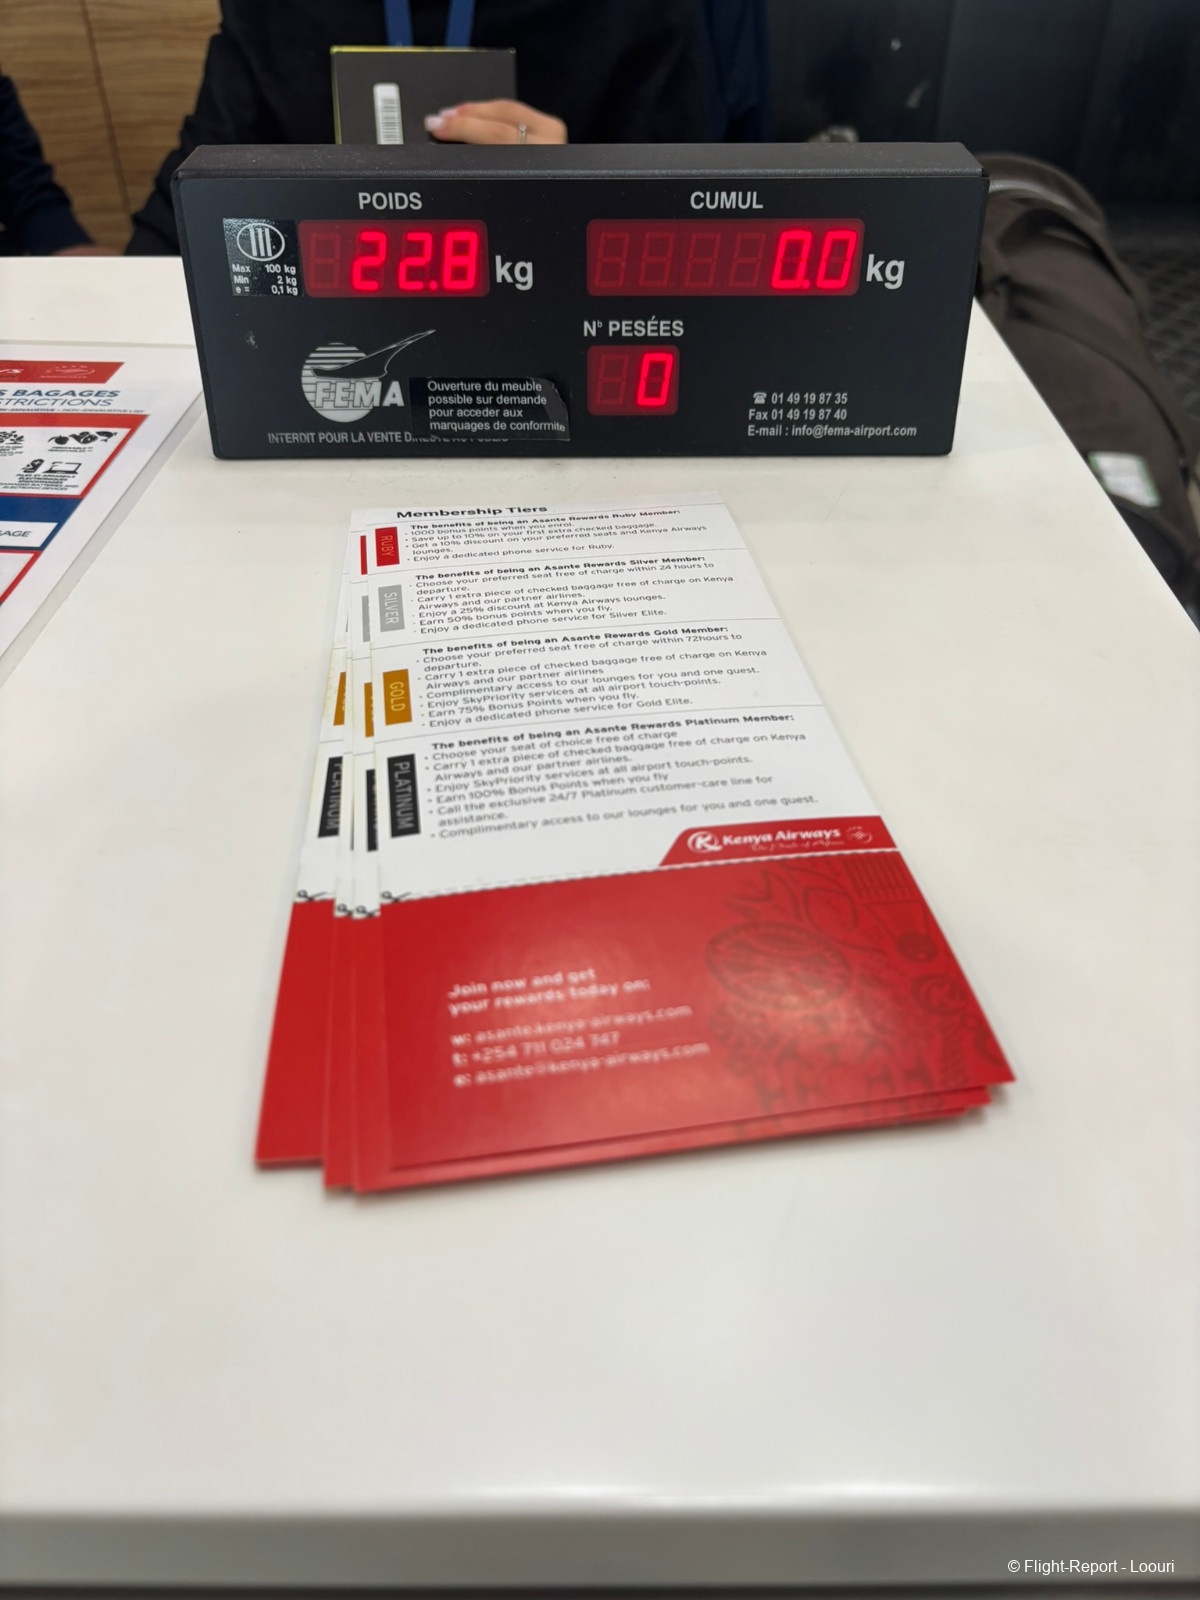 POIDS
CUMUL
Max 100 kg
Min 2 kg
e = 0,1 kg
22.8 kg
0.0 kg
Nb PESÉES
0
FEMA
Ouverture du meuble
possible sur demande
pour acceder aux
marquages de conformite
INTERDIT POUR LA VENTE
☎ 01 49 19 87 35
Fax 01 49 19 87 40
E-mail : info@fema-airport.com
BAGAGES
Membership Tiers
RUBY
The benefits of being an Asante Rewards Ruby Member:
• 1000 bonus points when you enrol.
• Save up to 10% on your first extra checked baggage.
• Get a 10% discount on your preferred seats and Kenya Airways
lounges.
• Enjoy a dedicated phone service for Ruby.
SILVER
The benefits of being an Asante Rewards Silver Member:
• Choose your preferred seat free of charge within 24 hours to
departure.
• Carry 1 extra piece of checked baggage free of charge on Kenya
Airways and our partner airlines.
• Enjoy a 25% discount at Kenya Airways lounges.
• Earn 50% bonus points when you fly.
• Enjoy a dedicated phone service for Silver Elite.
GOLD
The benefits of being an Asante Rewards Gold Member:
• Choose your preferred seat free of charge within 72hours to
departure.
• Carry 1 extra piece of checked baggage free of charge on Kenya
Airways and our partner airlines
• Complimentary access to our lounges for you and one guest.
• Enjoy SkyPriority services at all airport touch-points.
• Earn 75% Bonus Points when you fly.
• Enjoy a dedicated phone service for Gold Elite.
PLATINUM
The benefits of being an Asante Rewards Platinum Member:
• Choose your seat of choice free of charge
• Carry 1 extra piece of checked baggage free of charge on Kenya
Airways and our partner airlines.
• Enjoy SkyPriority services at all airport touch-points.
• Earn 100% Bonus Points when you fly
• Call the exclusive 24/7 Platinum customer-care line for
assistance.
• Complimentary access to our lounges for you and one guest.
Kenya Airways
The Pride of Africa
Join now and get
your rewards today on:
w: asante.kenya-airways.com
t: +254 711 024 747
e: asante@kenya-airways.com
© Flight-Report - Loouri